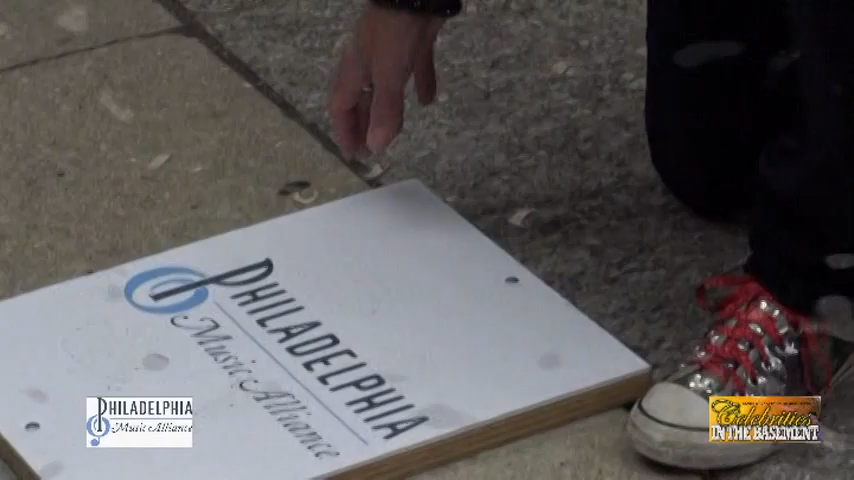 PHILADELPHIA
Music Alliance
PHILADELPHIA
Music Alliance
Celebrities
IN THE BASEMENT